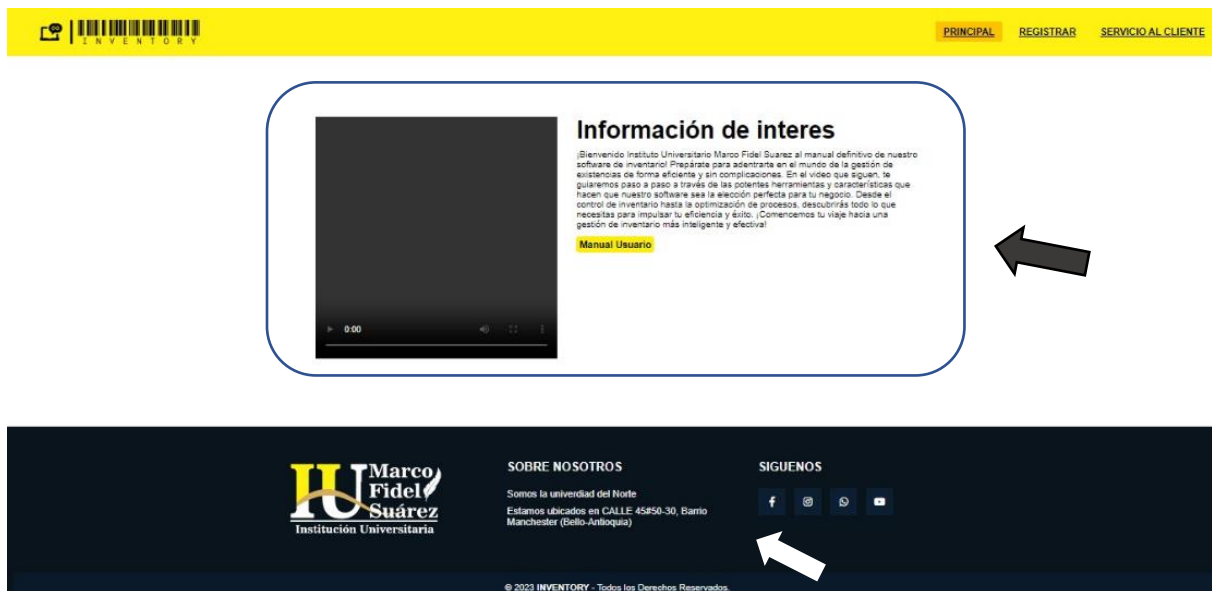 INVENTORY
PRINCIPAL
REGISTRAR
SERVICIO AL CLIENTE
Información de interes
¡Bienvenido Instituto Universitario Marco Fidel Suarez al manual definitivo de nuestro
software de inventario! Prepárate para adentrarte en el mundo de la gestión de
existencias de forma eficiente y sin complicaciones. En el video que siguen, te
guiaremos paso a paso a través de las potentes herramientas y características que
hacen que nuestro software sea la elección perfecta para tu negocio. Desde el
control de inventario hasta la optimización de procesos, descubrirás todo lo que
necesitas para impulsar tu eficiencia y éxito. ¡Comencemos tu viaje hacia una
gestión de inventario más inteligente y efectiva!
Manual Usuario
0:00
IU Marco
Fidel
Suárez
Institución Universitaria
SOBRE NOSOTROS
Somos la univerdiad del Norte
Estamos ubicados en CALLE 45#50-30, Barrio
Manchester (Bello-Antioquia)
SIGUENOS
© 2023 INVENTORY - Todos los Derechos Reservados.